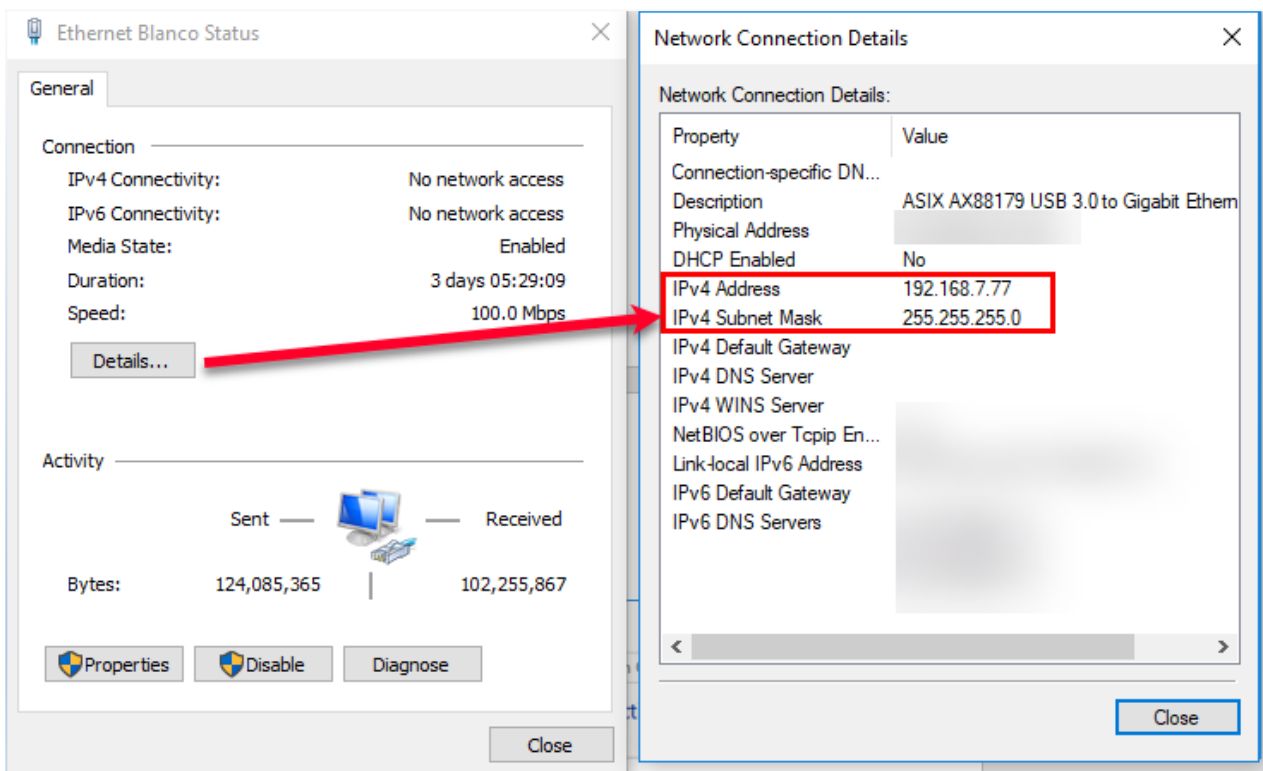 Ethernet Blanco Status
General
Connection
IPv4 Connectivity: No network access
IPv6 Connectivity: No network access
Media State: Enabled
Duration: 3 days 05:29:09
Speed: 100.0 Mbps
Details...
Activity
Sent Received
Bytes: 124,085,365 102,255,867
Properties Disable Diagnose
Close
Network Connection Details
Network Connection Details:
Property Value
Connection-specific DN...
Description ASIX AX88179 USB 3.0 to Gigabit Ethern
Physical Address
DHCP Enabled No
IPv4 Address 192.168.7.77
IPv4 Subnet Mask 255.255.255.0
IPv4 Default Gateway
IPv4 DNS Server
IPv4 WINS Server
NetBIOS over Tcpip En...
Link-local IPv6 Address
IPv6 Default Gateway
IPv6 DNS Servers
Close